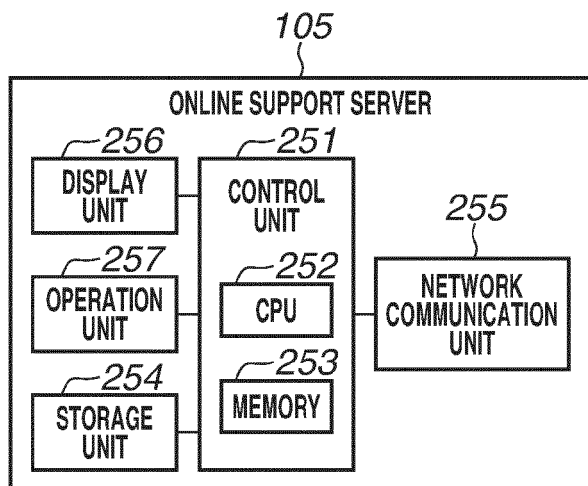 105
ONLINE SUPPORT SERVER
256
DISPLAY
UNIT
257
OPERATION
UNIT
254
STORAGE
UNIT
251
CONTROL
UNIT
252
CPU
253
MEMORY
255
NETWORK
COMMUNICATION
UNIT